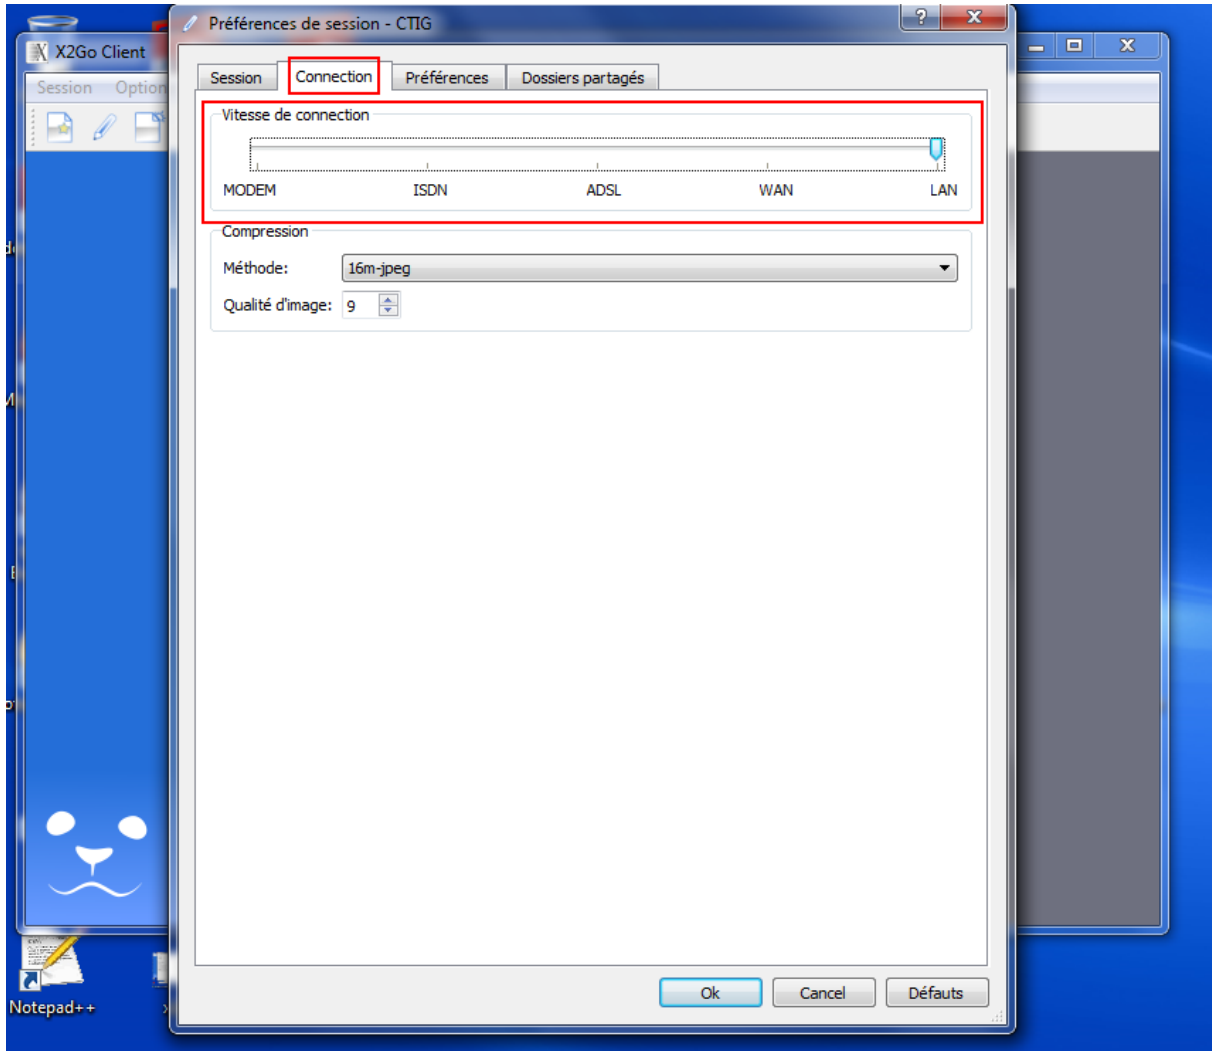 Préférences de session - CTIG
X2Go Client
Session Option
Session Connection Préférences Dossiers partagés
Vitesse de connection
MODEM ISDN ADSL WAN LAN
Compression
Méthode: 16m-jpeg
Qualité d'image: 9
Ok Cancel Défauts
Notepad++